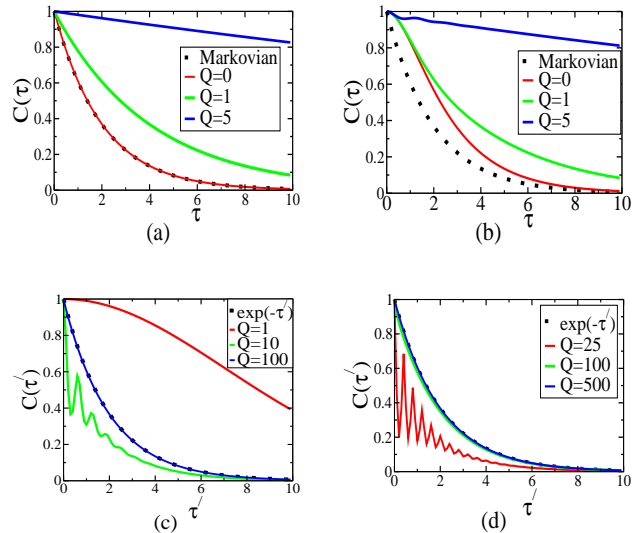 1
0.8
0.6
0.4
0.2
0
C(τ)
Markovian
Q=0
Q=1
Q=5
0 2 4 6 8 10
τ
(a)
1
0.8
0.6
0.4
0.2
0
C(τ)
Markovian
Q=0
Q=1
Q=5
0 2 4 6 8 10
τ
(b)
1
0.8
0.6
0.4
0.2
0
C(τ′)
exp(-τ′)
Q=1
Q=10
Q=100
0 2 4 6 8 10
τ′
(c)
1
0.8
0.6
0.4
0.2
0
C(τ′)
exp(-τ′)
Q=25
Q=100
Q=500
0 2 4 6 8 10
τ′
(d)